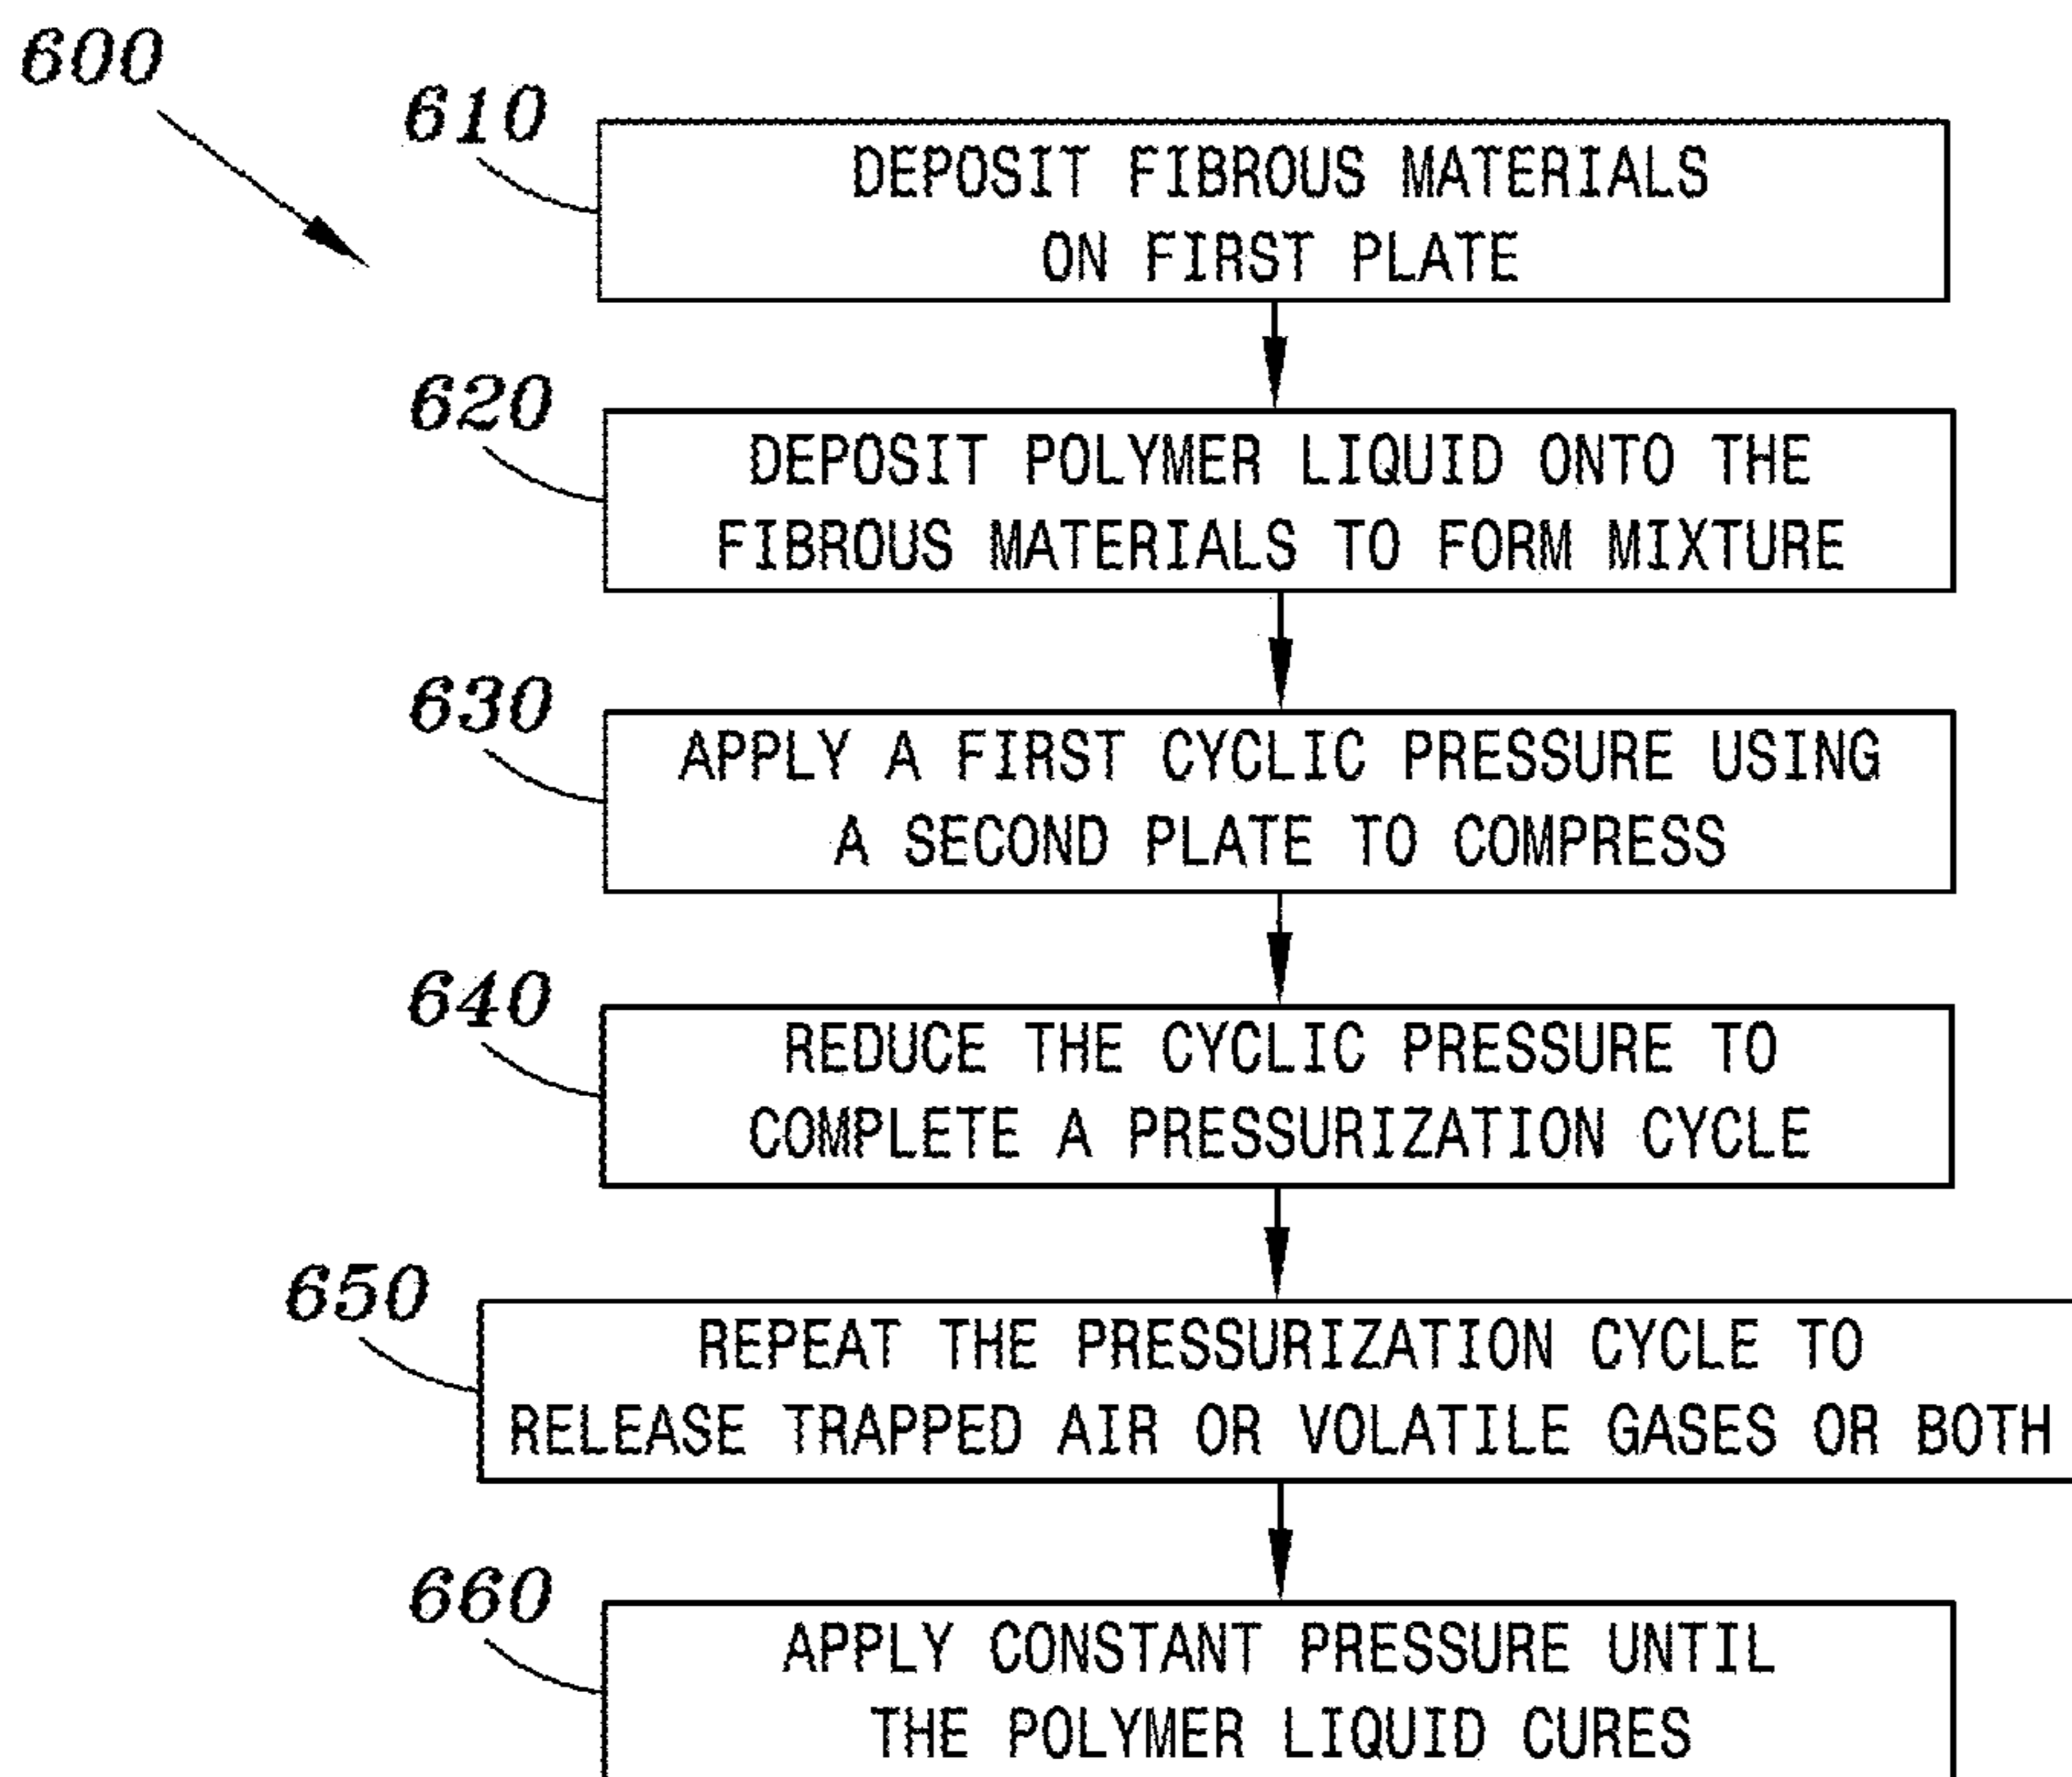 600
610
DEPOSIT FIBROUS MATERIALS
ON FIRST PLATE
620
DEPOSIT POLYMER LIQUID ONTO THE
FIBROUS MATERIALS TO FORM MIXTURE
630
APPLY A FIRST CYCLIC PRESSURE USING
A SECOND PLATE TO COMPRESS
640
REDUCE THE CYCLIC PRESSURE TO
COMPLETE A PRESSURIZATION CYCLE
650
REPEAT THE PRESSURIZATION CYCLE TO
RELEASE TRAPPED AIR OR VOLATILE GASES OR BOTH
660
APPLY CONSTANT PRESSURE UNTIL
THE POLYMER LIQUID CURES